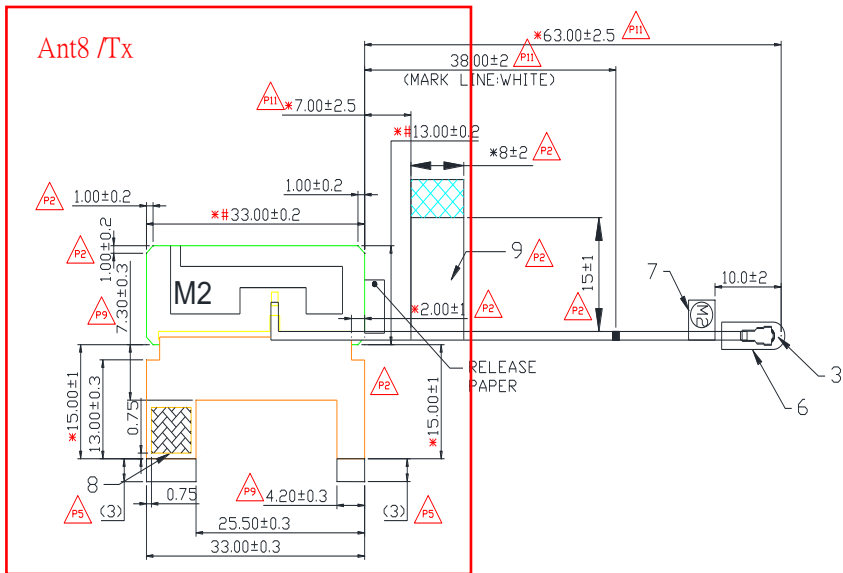 Ant8 /Tx
*63.00±2.5
P11
38.00±2
P11
(MARK LINE:WHITE)
P11
*7.00±2.5
*#13.00±0.2
*8±2
P2
1.00±0.2
P2
1.00±0.2
*#33.00±0.2
P2
1.00±0.2
9
P2
15±1
P2
7
10.0±2
M2
M2
*2.00±1
P2
P9
7.30±0.3
RELEASE
PAPER
3
6
P2
*15.00±1
13.00±0.3
0.75
*15.00±1
8
0.75
P9
4.20±0.3
P5
(3)
(3)
P5
25.50±0.3
33.00±0.3